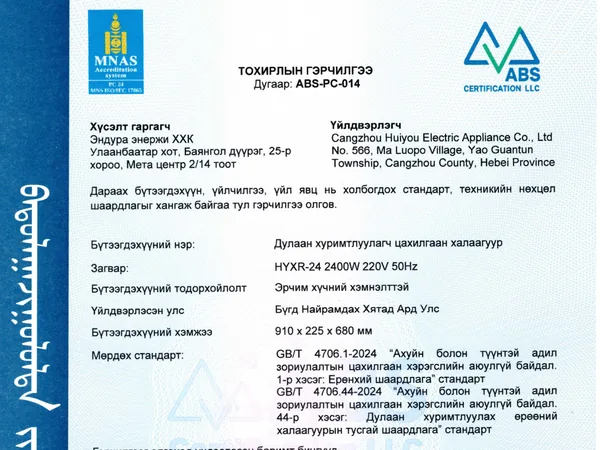 MNAS
Accreditation
system
PC 24
MNS ISO/IEC 17065
ABS
CERTIFICATION LLC
ТОХИРЛЫН ГЭРЧИЛГЭЭ
Дугаар: ABS-PC-014
Хүсэлт гаргагч
Эндура энержи ХХК
Улаанбаатар хот, Баянгол дүүрэг, 25-р
хороо, Мета центр 2/14 тоот
Үйлдвэрлэгч
Cangzhou Huiyou Electric Appliance Co., Ltd
No. 566, Ma Luopo Village, Yao Guantun
Township, Cangzhou County, Hebei Province
Дараах бүтээгдэхүүн, үйлчилгээ, үйл явц нь холбогдох стандарт, техникийн нөхцөл
шаардлагыг хангаж байгаа тул гэрчилгээ олгов.
Бүтээгдэхүүний нэр: Дулаан хуримтлуулагч цахилгаан халаагуур
Загвар: HYXR-24 2400W 220V 50Hz
Бүтээгдэхүүний тодорхойлолт Эрчим хүчний хэмнэлттэй
Үйлдвэрлэсэн улс Бүгд Найрамдах Хятад Ард Улс
Бүтээгдэхүүний хэмжээ 910 x 225 x 680 мм
Мөрдөх стандарт: GB/T 4706.1-2024 “Ахуйн болон түүнтэй адил
зориулалтын цахилгаан хэрэгслийн аюулгүй байдал.
1-р хэсэг: Ерөнхий шаардлага” стандарт
GB/T 4706.44-2024 “Ахуйн болон түүнтэй адил
зориулалтын цахилгаан хэрэгслийн аюулгүй байдал.
44-р хэсэг: Дулаан хуримтлуулах өрөөний
халаагуурын тусгай шаардлага” стандарт